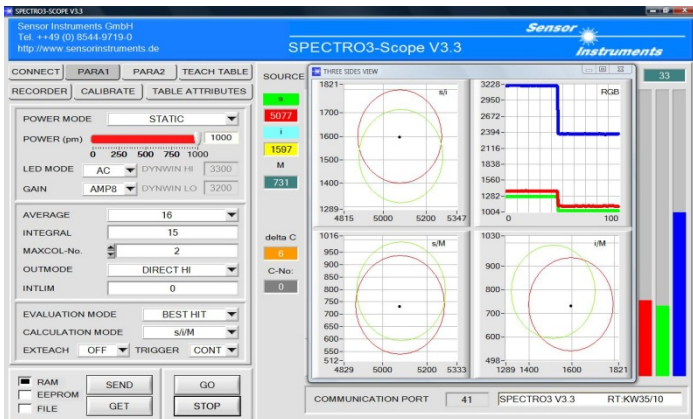 SPECTRO3-SCOPE V3.3
Sensor Instruments GmbH
Tel. ++49 (0) 8544-9719-0
http://www.sensorinstruments.de
SPECTRO3-Scope V3.3
Sensor
Instruments
CONNECT PARA1 PARA2 TEACH TABLE
RECORDER CALIBRATE TABLE ATTRIBUTES
POWER MODE STATIC
POWER (pm) 1000
0 250 500 750 1000
LED MODE AC DYNWIN HI 3300
GAIN AMP8 DYNWIN LO 3200
AVERAGE 16
INTEGRAL 15
MAXCOL-No. 2
OUTMODE DIRECT HI
INTLIM 0
EVALUATION MODE BEST HIT
CALCULATION MODE s/i/M
EXTEACH OFF TRIGGER CONT
RAM
EEPROM
FILE
SEND GO
GET STOP
SOURCE
s
5077
i
1597
M
731
delta C
6
C-No:
0
THREE SIDES VIEW
s/i
1821
1700
1600
1500
1400
1289
4815 5000 5200 5347
RGB
3228
2950
2672
2394
2116
1838
1560
1282
1004
0 100
s/M
1016
950
900
850
800
750
700
650
600
550
512
4829 5000 5200 5333
i/M
1030
900
800
700
600
498
1289 1400 1600 1821
33
COMMUNICATION PORT 41 SPECTRO3 V3.3 RT:KW35/10